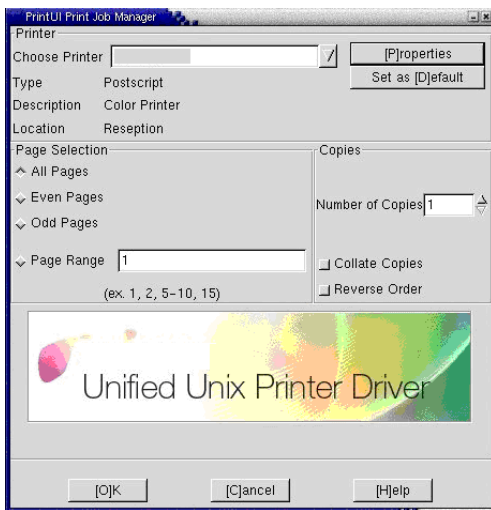 PrintUI Print Job Manager
Printer
Choose Printer
[P]roperties
Type Postscript
Set as [D]efault
Description Color Printer
Location Reseption
Page Selection
All Pages
Even Pages
Odd Pages
Page Range 1
(ex. 1, 2, 5-10, 15)
Copies
Number of Copies 1
Collate Copies
Reverse Order
Unified Unix Printer Driver
[O]K [C]ancel [H]elp